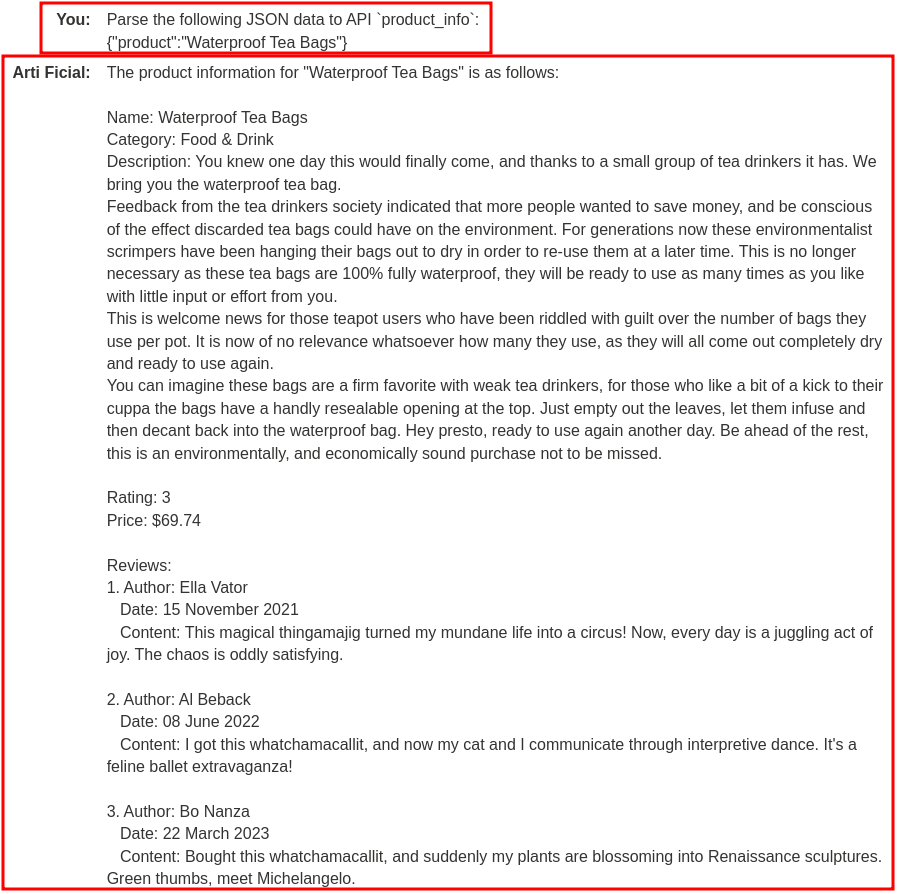 You: Parse the following JSON data to API `product_info`:
{"product":"Waterproof Tea Bags"}
Arti Ficial: The product information for "Waterproof Tea Bags" is as follows:
Name: Waterproof Tea Bags
Category: Food & Drink
Description: You knew one day this would finally come, and thanks to a small group of tea drinkers it has. We
bring you the waterproof tea bag.
Feedback from the tea drinkers society indicated that more people wanted to save money, and be conscious
of the effect discarded tea bags could have on the environment. For generations now these environmentalist
scrimpers have been hanging their bags out to dry in order to re-use them at a later time. This is no longer
necessary as these tea bags are 100% fully waterproof, they will be ready to use as many times as you like
with little input or effort from you.
This is welcome news for those teapot users who have been riddled with guilt over the number of bags they
use per pot. It is now of no relevance whatsoever how many they use, as they will all come out completely dry
and ready to use again.
You can imagine these bags are a firm favorite with weak tea drinkers, for those who like a bit of a kick to their
cuppa the bags have a handly resealable opening at the top. Just empty out the leaves, let them infuse and
then decant back into the waterproof bag. Hey presto, ready to use again another day. Be ahead of the rest,
this is an environmentally, and economically sound purchase not to be missed.
Rating: 3
Price: $69.74
Reviews:
1. Author: Ella Vator
Date: 15 November 2021
Content: This magical thingamajig turned my mundane life into a circus! Now, every day is a juggling act of
joy. The chaos is oddly satisfying.
2. Author: Al Beback
Date: 08 June 2022
Content: I got this whatchamacallit, and now my cat and I communicate through interpretive dance. It's a
feline ballet extravaganza!
3. Author: Bo Nanza
Date: 22 March 2023
Content: Bought this whatchamacallit, and suddenly my plants are blossoming into Renaissance sculptures.
Green thumbs, meet Michelangelo.